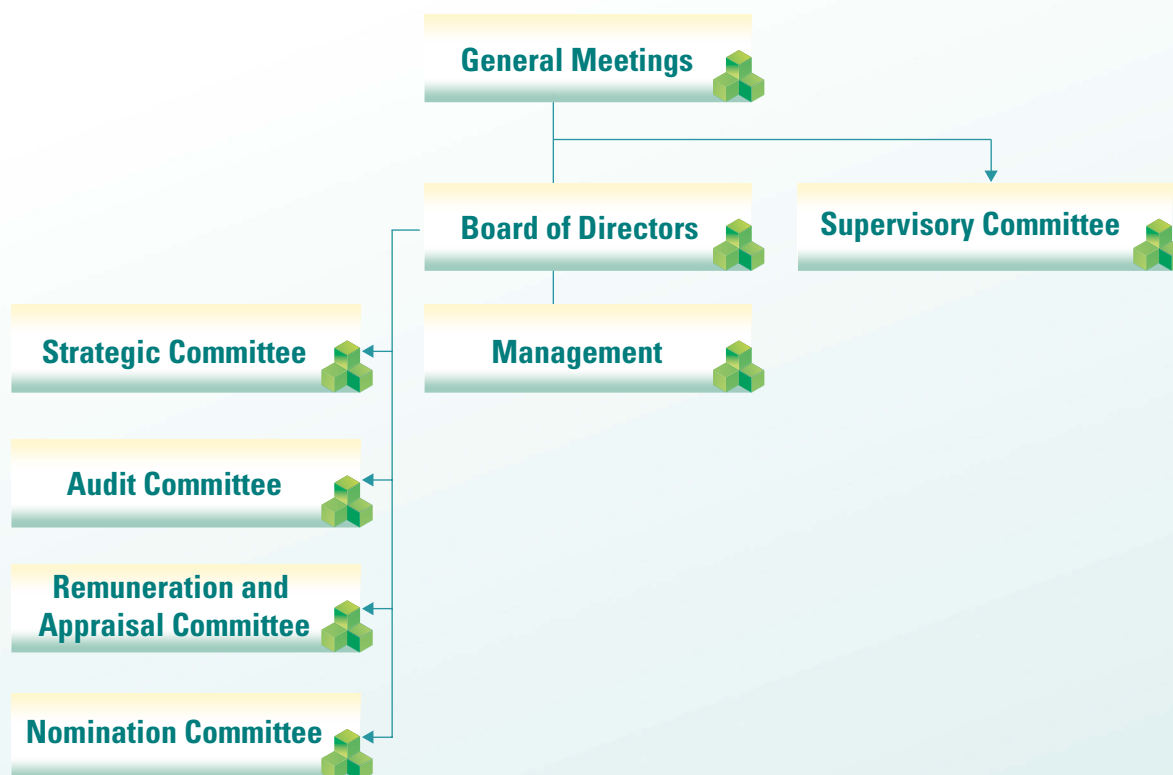 General Meetings
Board of Directors
Supervisory Committee
Strategic Committee
Management
Audit Committee
Remuneration and
Appraisal Committee
Nomination Committee